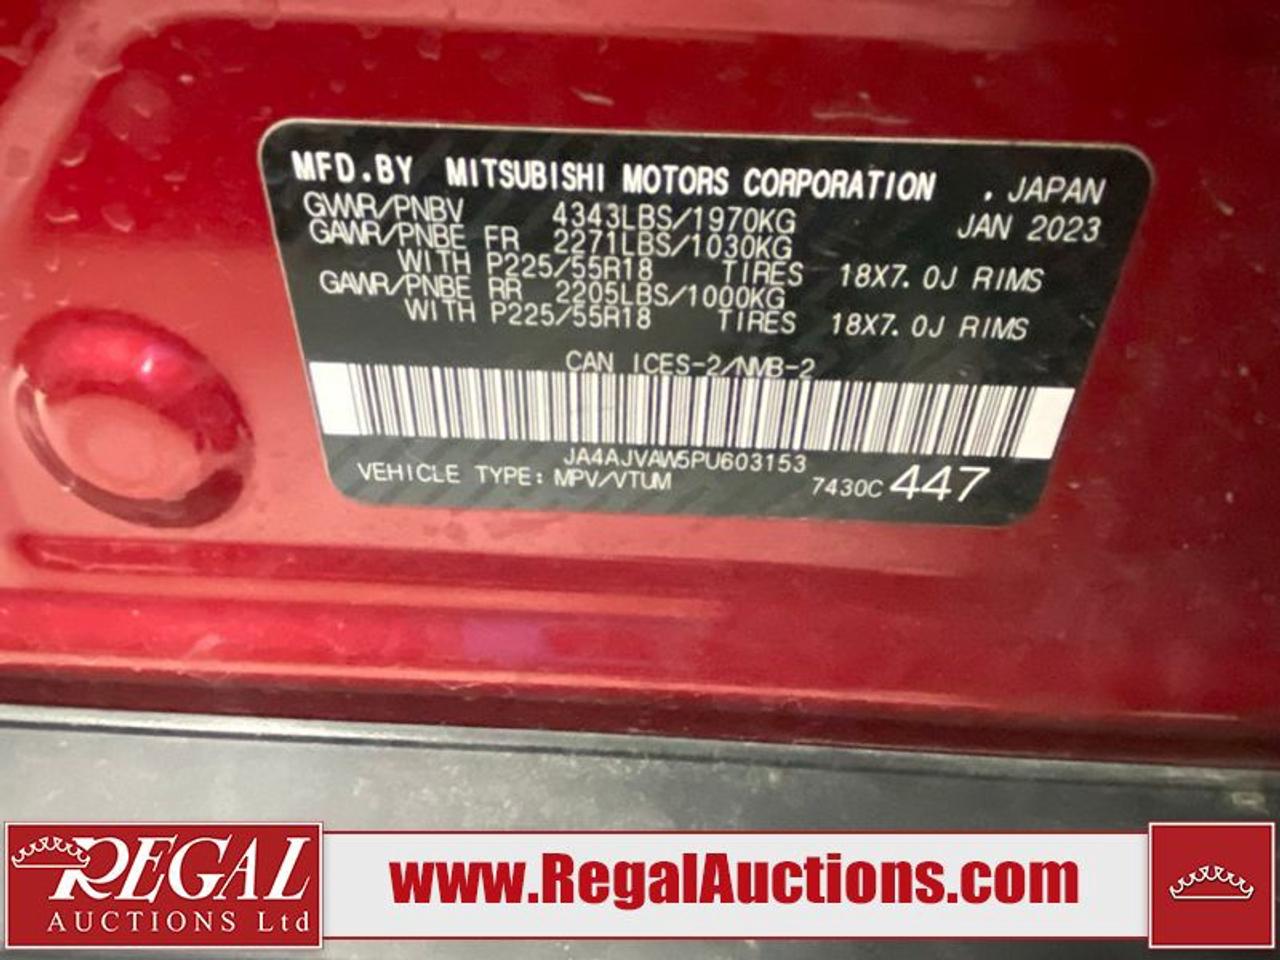 MFD.BY MITSUBISHI MOTORS CORPORATION , JAPAN
GVWR/PNBV 4343LBS/1970KG JAN 2023
GAWR/PNBE FR 2271LBS/1030KG
WITH P225/55R18 TIRES 18X7.0J RIMS
GAWR/PNBE RR 2205LBS/1000KG
WITH P225/55R18 TIRES 18X7.0J RIMS
CAN ICES-2/NMB-2
JA4AJVAW5PU603153
VEHICLE TYPE: MPV/VTUM 7430C 447
REGAL
AUCTIONS Ltd
www.RegalAuctions.com